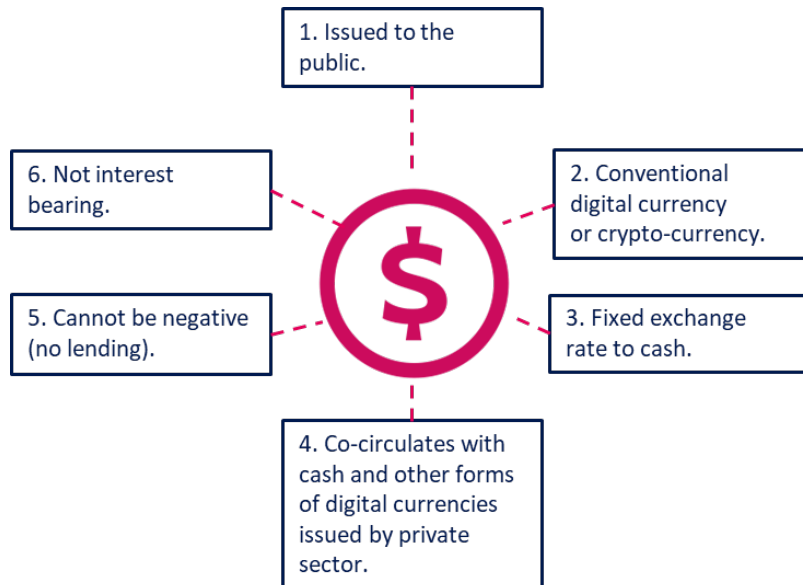 1. Issued to the
public.
2. Conventional
digital currency
or crypto-currency.
3. Fixed exchange
rate to cash.
4. Co-circulates with
cash and other forms
of digital currencies
issued by private
sector.
5. Cannot be negative
(no lending).
6. Not interest
bearing.
$